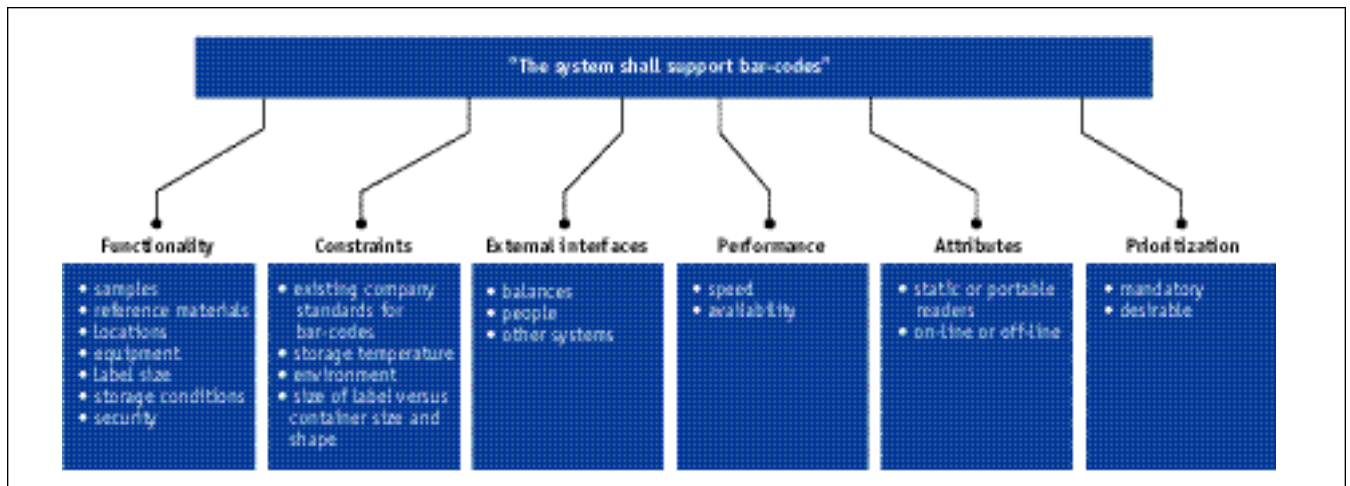 "The system shall support bar-codes"
Functionality
• samples
• reference materials
• locations
• equipment
• label size
• storage conditions
• security
Constraints
• existing company
standards for
bar-codes
• storage temperature
• environment
• size of label versus
container size and
shape
External interfaces
• balances
• people
• other systems
Performance
• speed
• availability
Attributes
• static or portable
readers
• on-line or off-line
Prioritization
• mandatory
• desirable